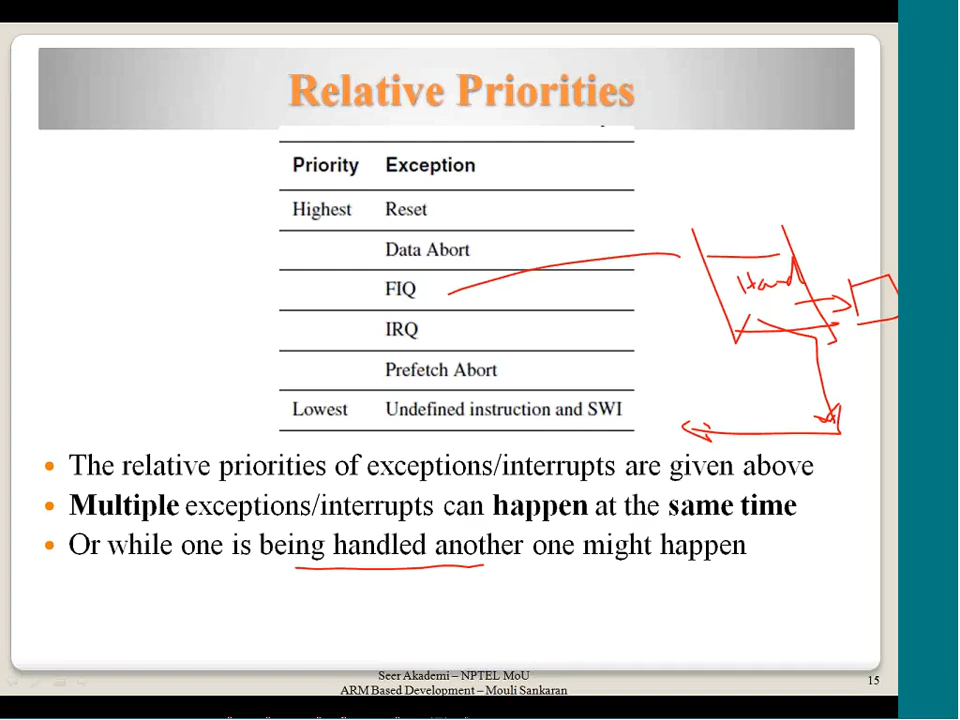 Relative Priorities
Priority Exception
Highest Reset
Data Abort
FIQ
IRQ
Prefetch Abort
Lowest Undefined instruction and SWI
Hand
• The relative priorities of exceptions/interrupts are given above
• Multiple exceptions/interrupts can happen at the same time
• Or while one is being handled another one might happen
Seer Akademi – NPTEL MoU
ARM Based Development – Mouli Sankaran
15